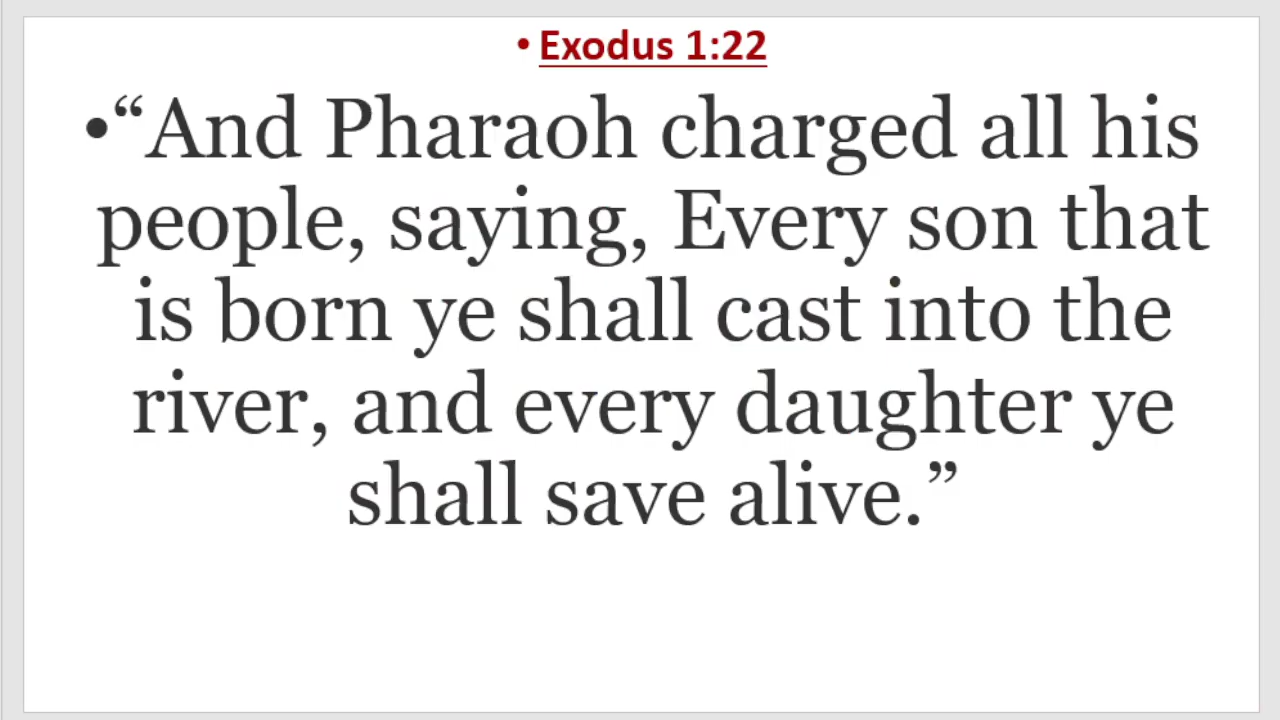 • Exodus 1:22
•“And Pharaoh charged all his
people, saying, Every son that
is born ye shall cast into the
river, and every daughter ye
shall save alive.”